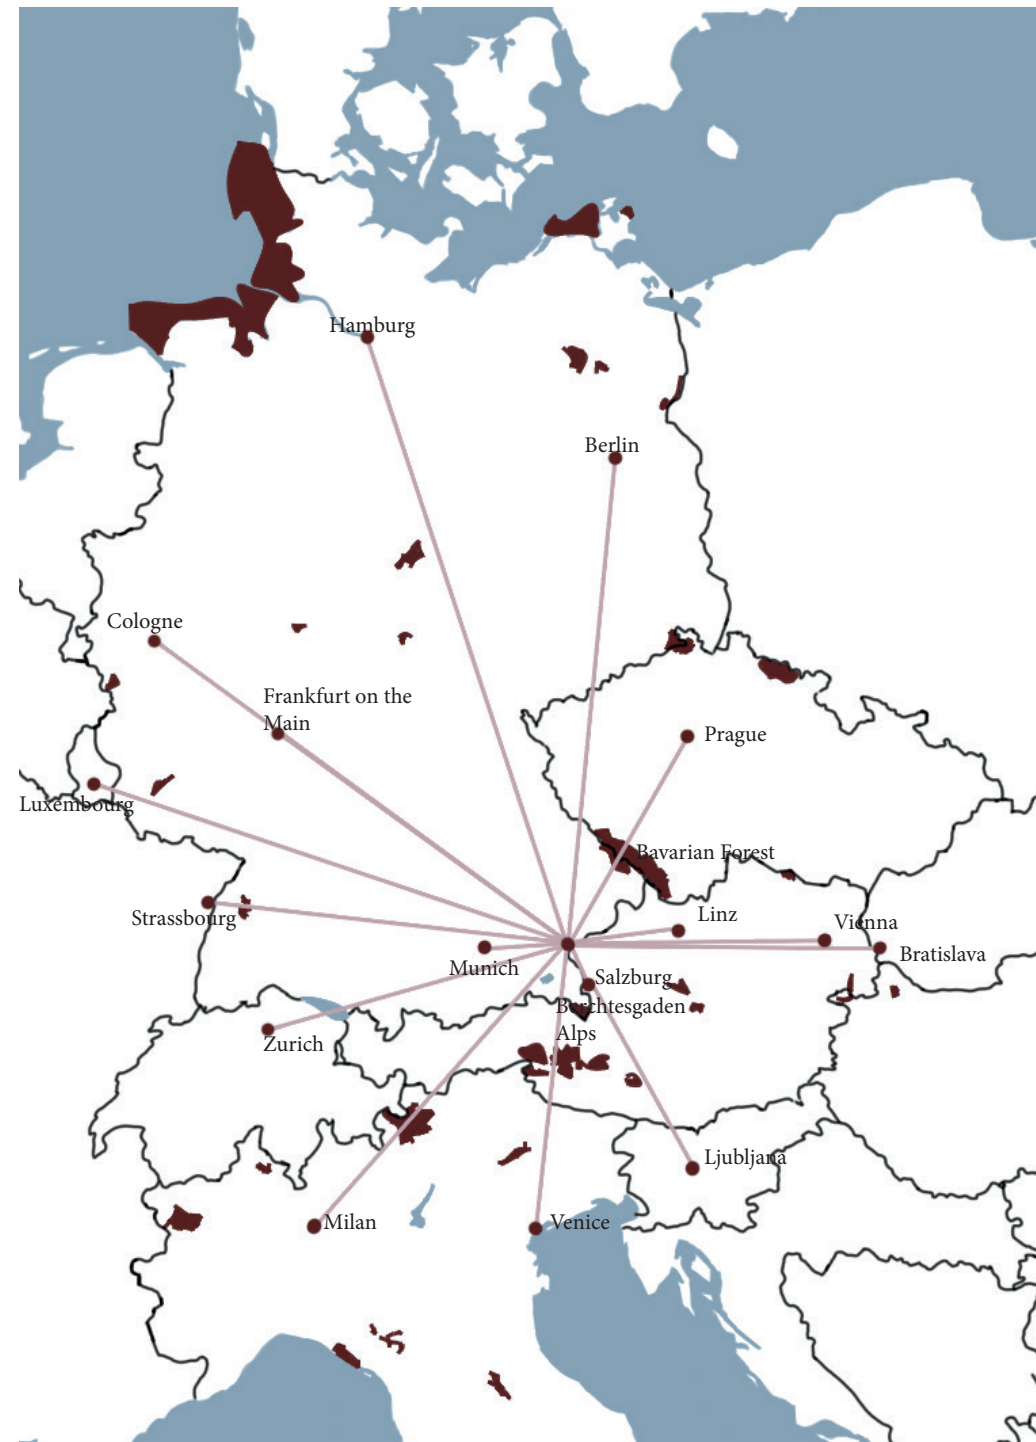 Hamburg
Berlin
Cologne
Frankfurt on the
Main
Prague
Luxembourg
Bavarian Forest
Linz
Strassbourg
Vienna
Bratislava
Munich
Salzburg
Berchtesgaden
Alps
Zurich
Ljubljana
Milan
Venice